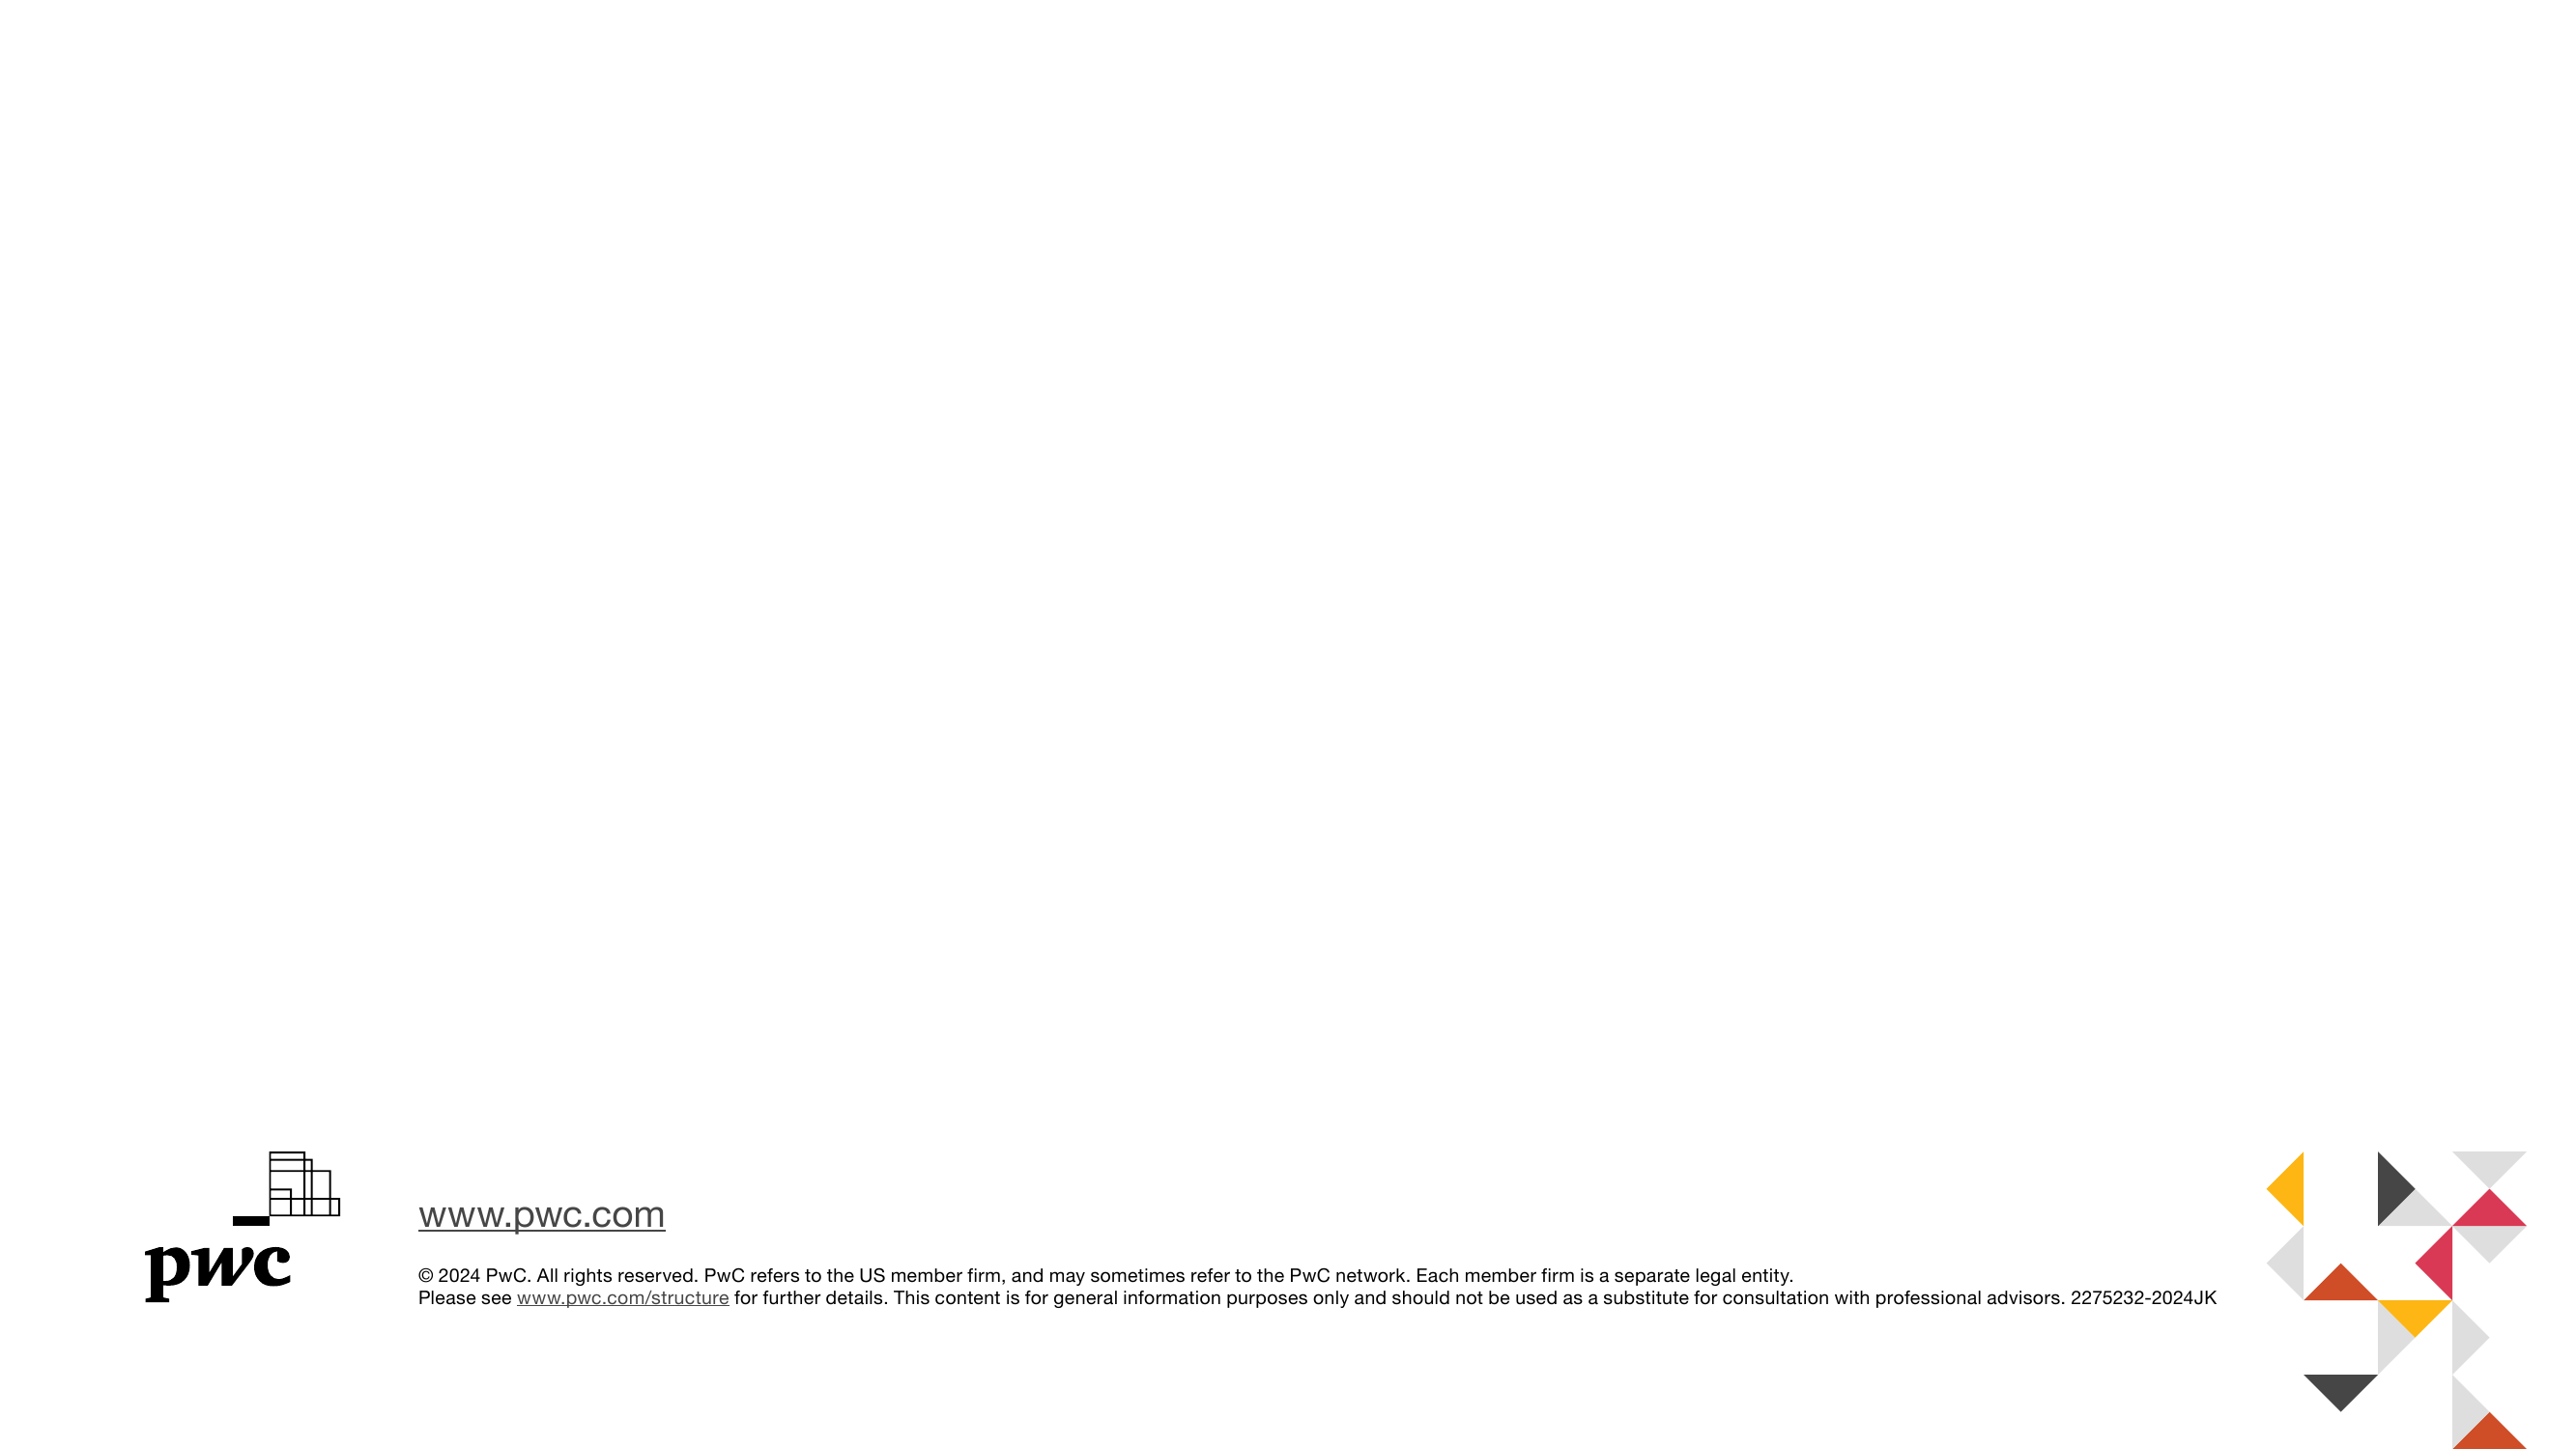 pwc
www.pwc.com
© 2024 PwC. All rights reserved. PwC refers to the US member firm, and may sometimes refer to the PwC network. Each member firm is a separate legal entity.
Please see www.pwc.com/structure for further details. This content is for general information purposes only and should not be used as a substitute for consultation with professional advisors. 2275232-2024JK